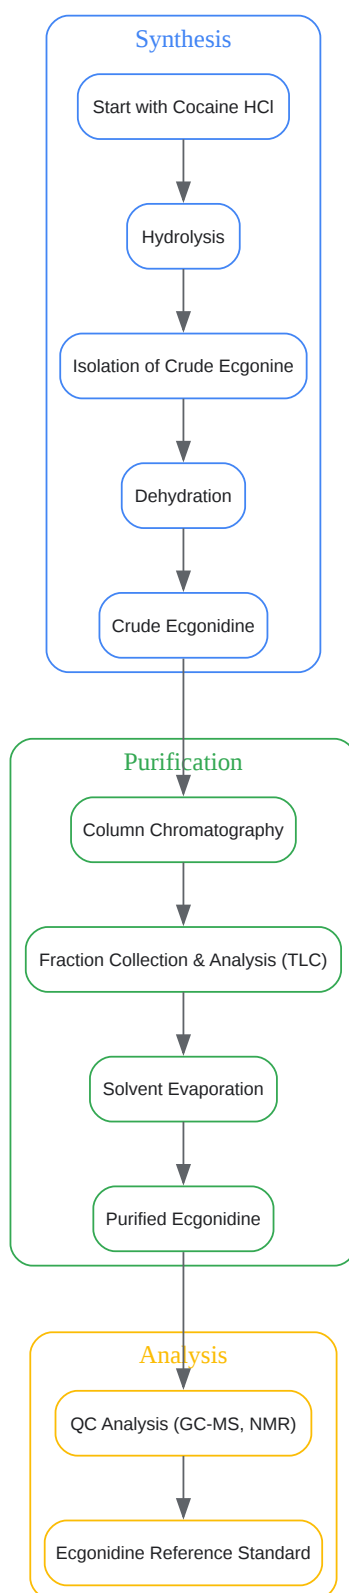 Synthesis
Start with Cocaine HCl
Hydrolysis
Isolation of Crude Ecgonine
Dehydration
Crude Ecgonidine
Purification
Column Chromatography
Fraction Collection & Analysis (TLC)
Solvent Evaporation
Purified Ecgonidine
Analysis
QC Analysis (GC-MS, NMR)
Ecgonidine Reference Standard